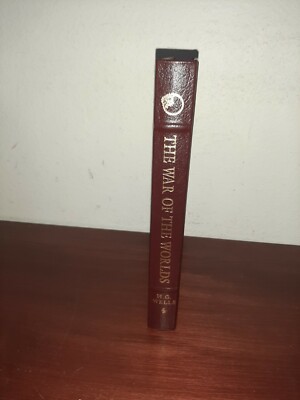 THE WAR OF THE WORLDS
H.G.
WELLS